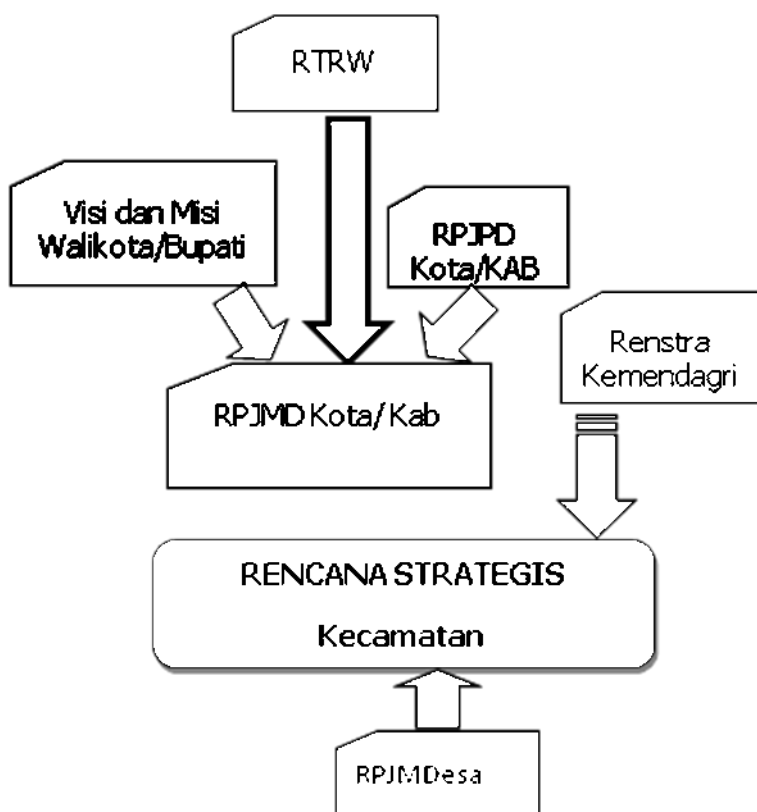 RTRW
Visi dan Misi
Walikota/Bupati
RPJPD
Kota/KAB
Renstra
Kemendagri
RPJMD Kota/ Kab
RENCANA STRATEGIS
Kecamatan
RPJMDesa